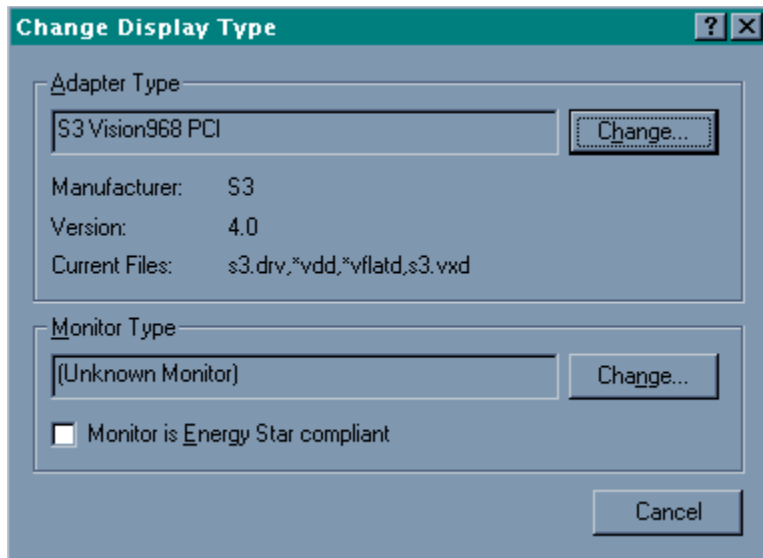 Change Display Type
Adapter Type
S3 Vision968 PCI
Change...
Manufacturer: S3
Version: 4.0
Current Files: s3.drv,*vdd,*vflatd,s3.vxd
Monitor Type
(Unknown Monitor)
Change...
Monitor is Energy Star compliant
Cancel